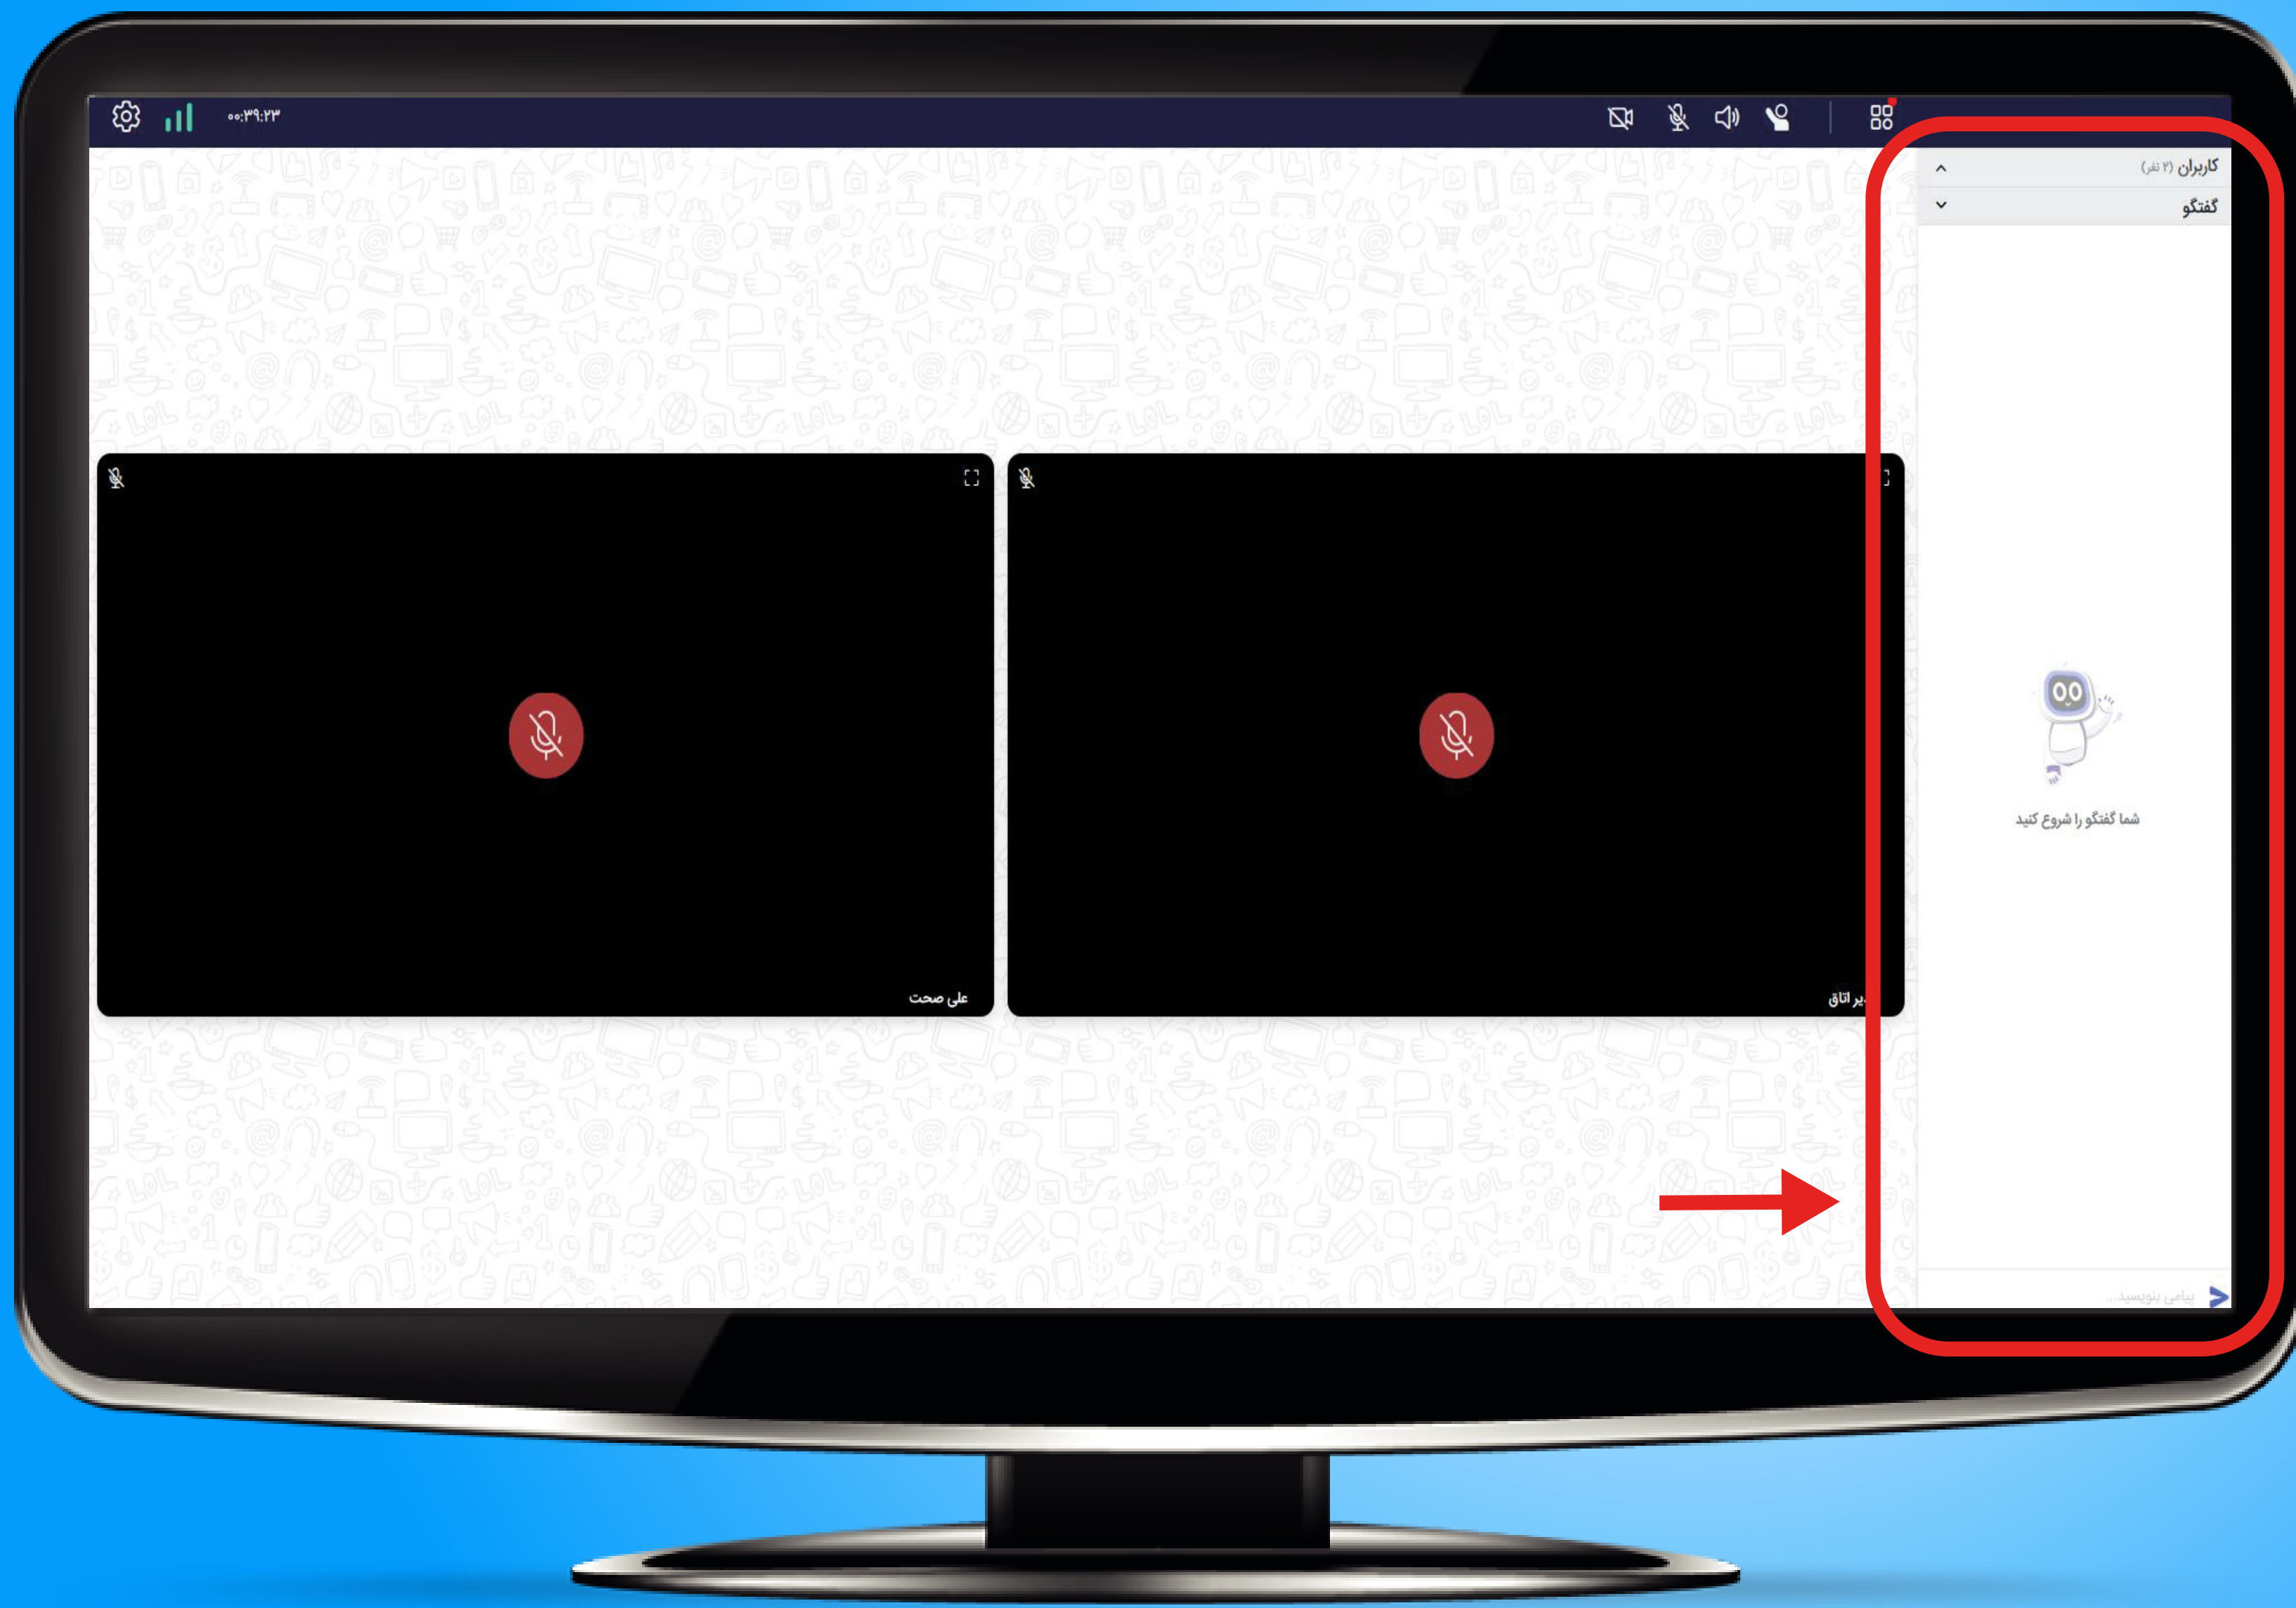 ۰۰:۳۹:۲۳
کاربران (۲ نفر)
گفتگو
شما گفتگو را شروع کنید
علی صحت
یر اتاق
پیامی بنویسید...